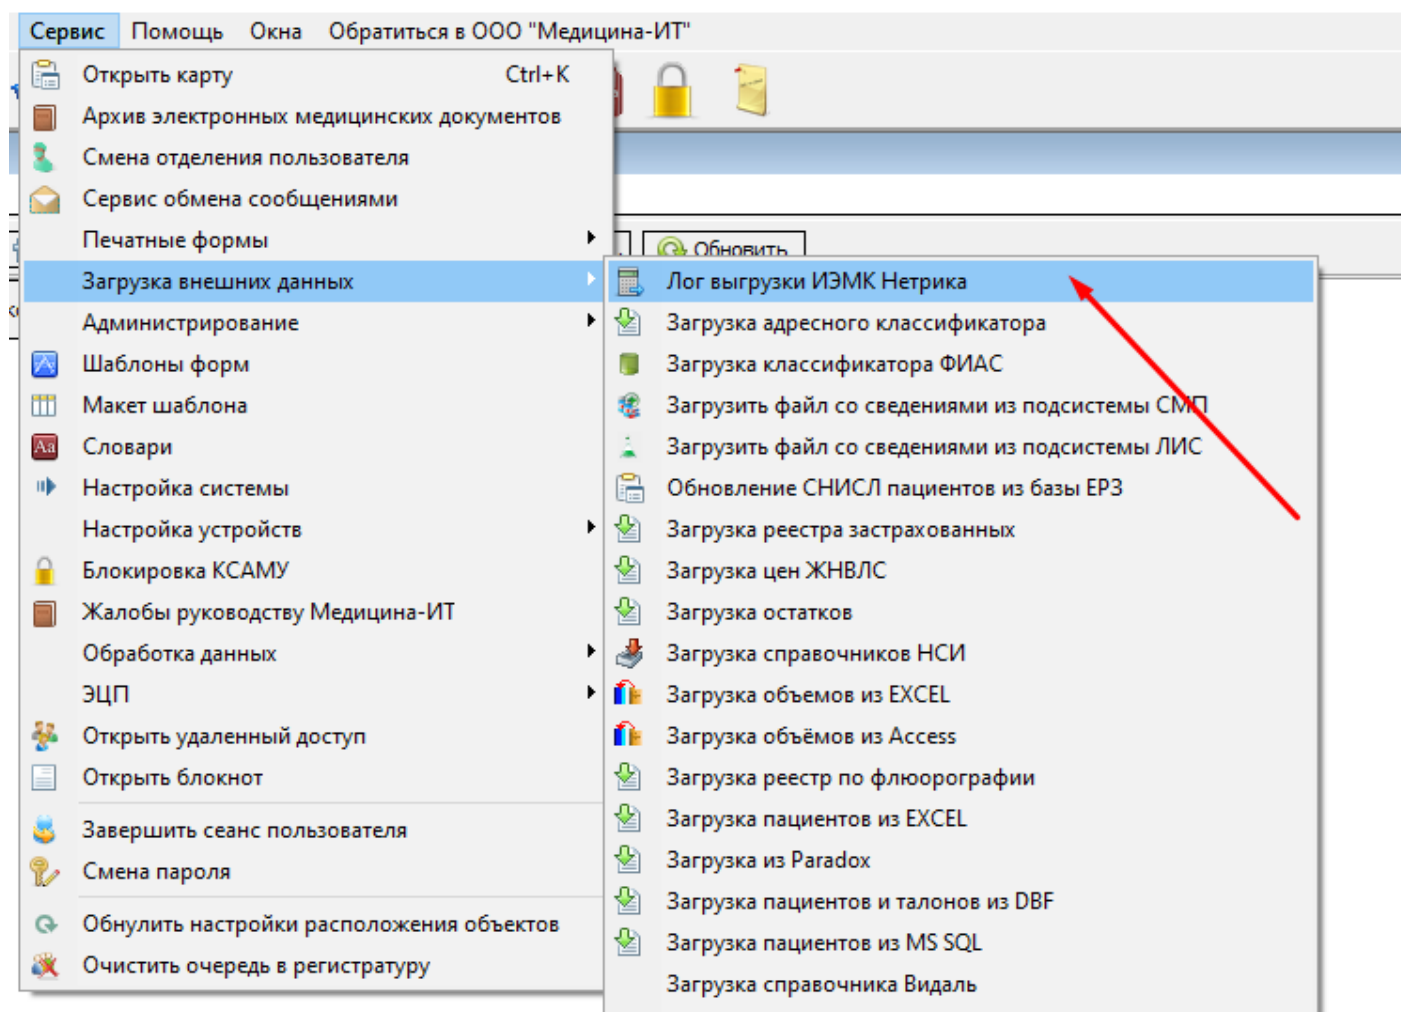 Сервис Помощь Окна Обратиться в ООО "Медицина-ИТ"
Открыть карту Ctrl+K
Архив электронных медицинских документов
Смена отделения пользователя
Сервис обмена сообщениями
Печатные формы
Обновить
Загрузка внешних данных
Администрирование
Шаблоны форм
Макет шаблона
Aa Словари
Настройка системы
Настройка устройств
Блокировка КСАМУ
Жалобы руководству Медицина-ИТ
Обработка данных
ЭЦП
Открыть удаленный доступ
Открыть блокнот
Завершить сеанс пользователя
Смена пароля
Обнулить настройки расположения объектов
Очистить очередь в регистратуру
Лог выгрузки ИЭМК Нетрика
Загрузка адресного классификатора
Загрузка классификатора ФИАС
Загрузить файл со сведениями из подсистемы СМП
Загрузить файл со сведениями из подсистемы ЛИС
Обновление СНИСЛ пациентов из базы ЕРЗ
Загрузка реестра застрахованных
Загрузка цен ЖНВЛС
Загрузка остатков
Загрузка справочников НСИ
Загрузка объемов из EXCEL
Загрузка объёмов из Access
Загрузка реестр по флюорографии
Загрузка пациентов из EXCEL
Загрузка из Paradox
Загрузка пациентов и талонов из DBF
Загрузка пациентов из MS SQL
Загрузка справочника Видаль